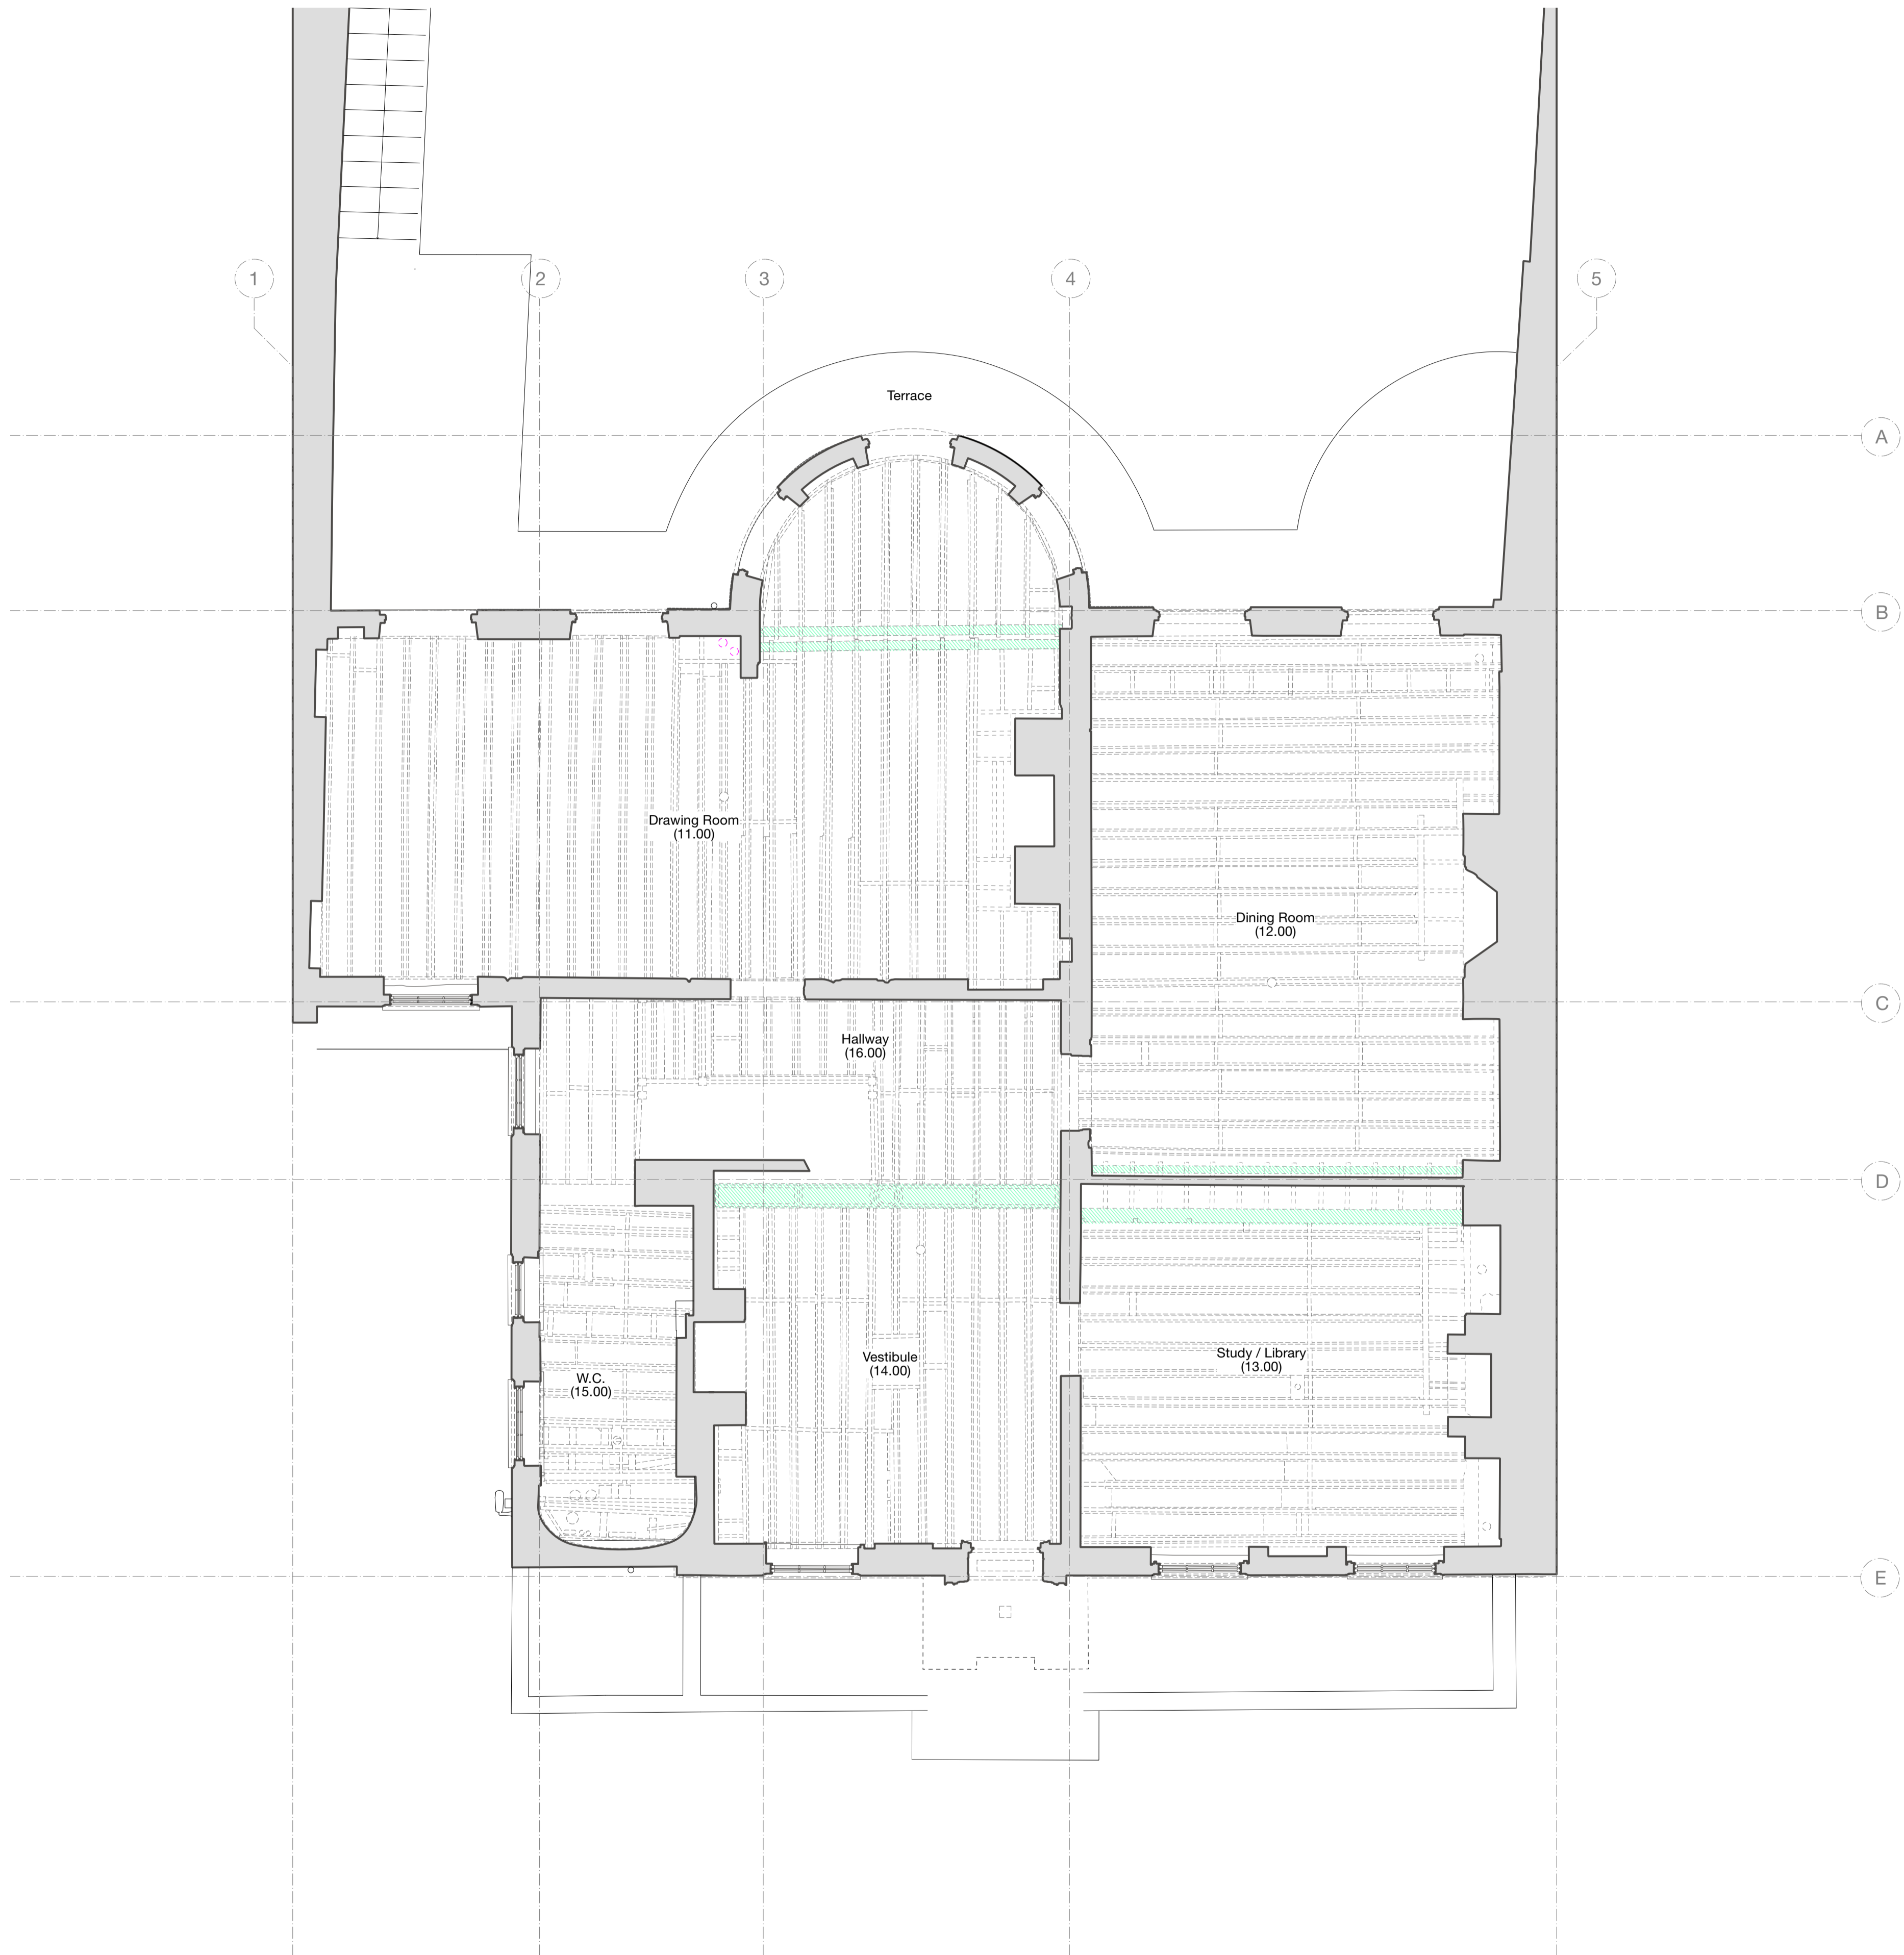 1
2
3
4
5
Terrace
A
B
Drawing Room
(11.00)
Dining Room
(12.00)
C
Hallway
(16.00)
D
Vestibule
(14.00)
Study / Library
(13.00)
W.C.
(15.00)
E